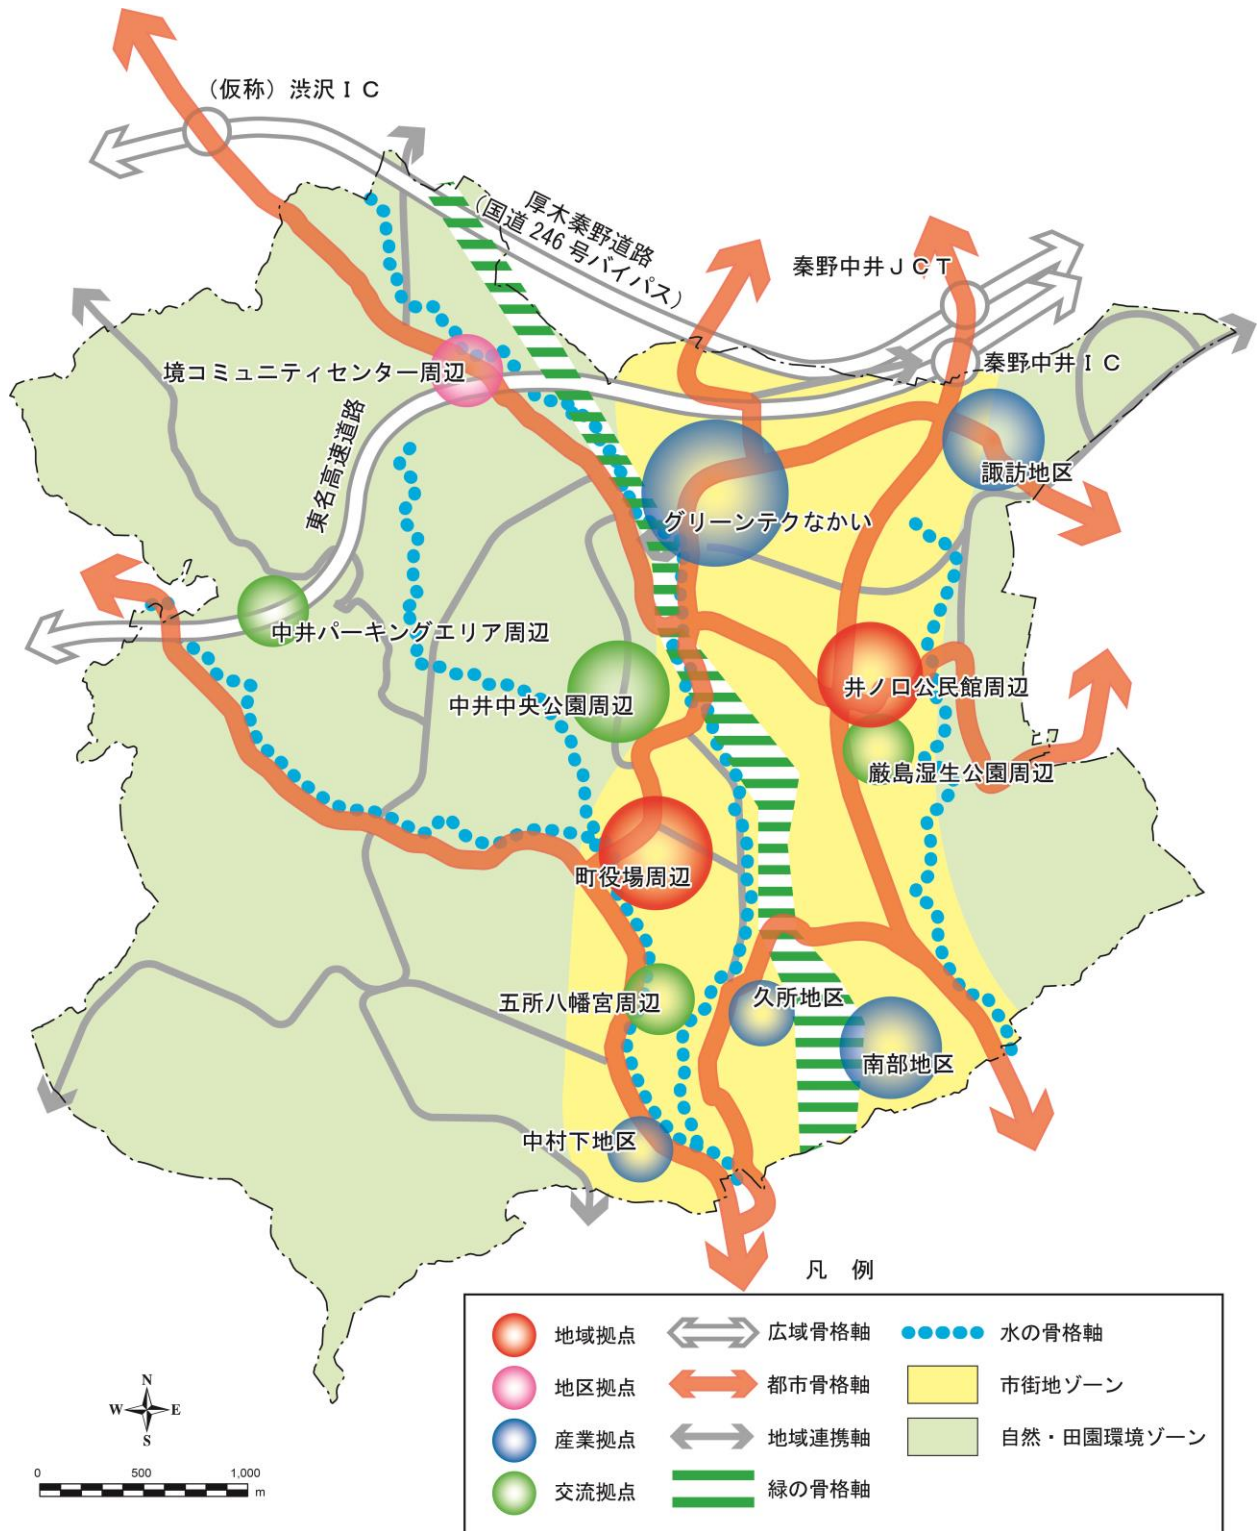 （仮称）渋沢ＩＣ
厚木秦野道路
（国道 246 号バイパス）
秦野中井ＪＣＴ
秦野中井ＩＣ
境コミュニティセンター周辺
東名高速道路
諏訪地区
グリーンテクなかい
中井パーキングエリア周辺
中井中央公園周辺
井ノ口公民館周辺
厳島湿生公園周辺
町役場周辺
五所八幡宮周辺
久所地区
南部地区
中村下地区
凡　例
地域拠点
広域骨格軸
水の骨格軸
地区拠点
都市骨格軸
市街地ゾーン
産業拠点
地域連携軸
自然・田園環境ゾーン
交流拠点
緑の骨格軸
N
W
E
S
0
500
1,000
m